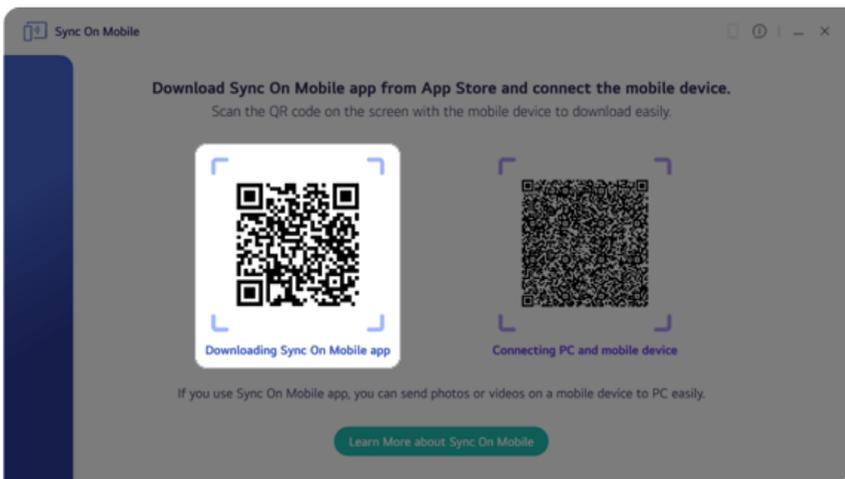 Sync On Mobile
Download Sync On Mobile app from App Store and connect the mobile device.
Scan the QR code on the screen with the mobile device to download easily.
Downloading Sync On Mobile app
Connecting PC and mobile device
If you use Sync On Mobile app, you can send photos or videos on a mobile device to PC easily.
Learn More about Sync On Mobile